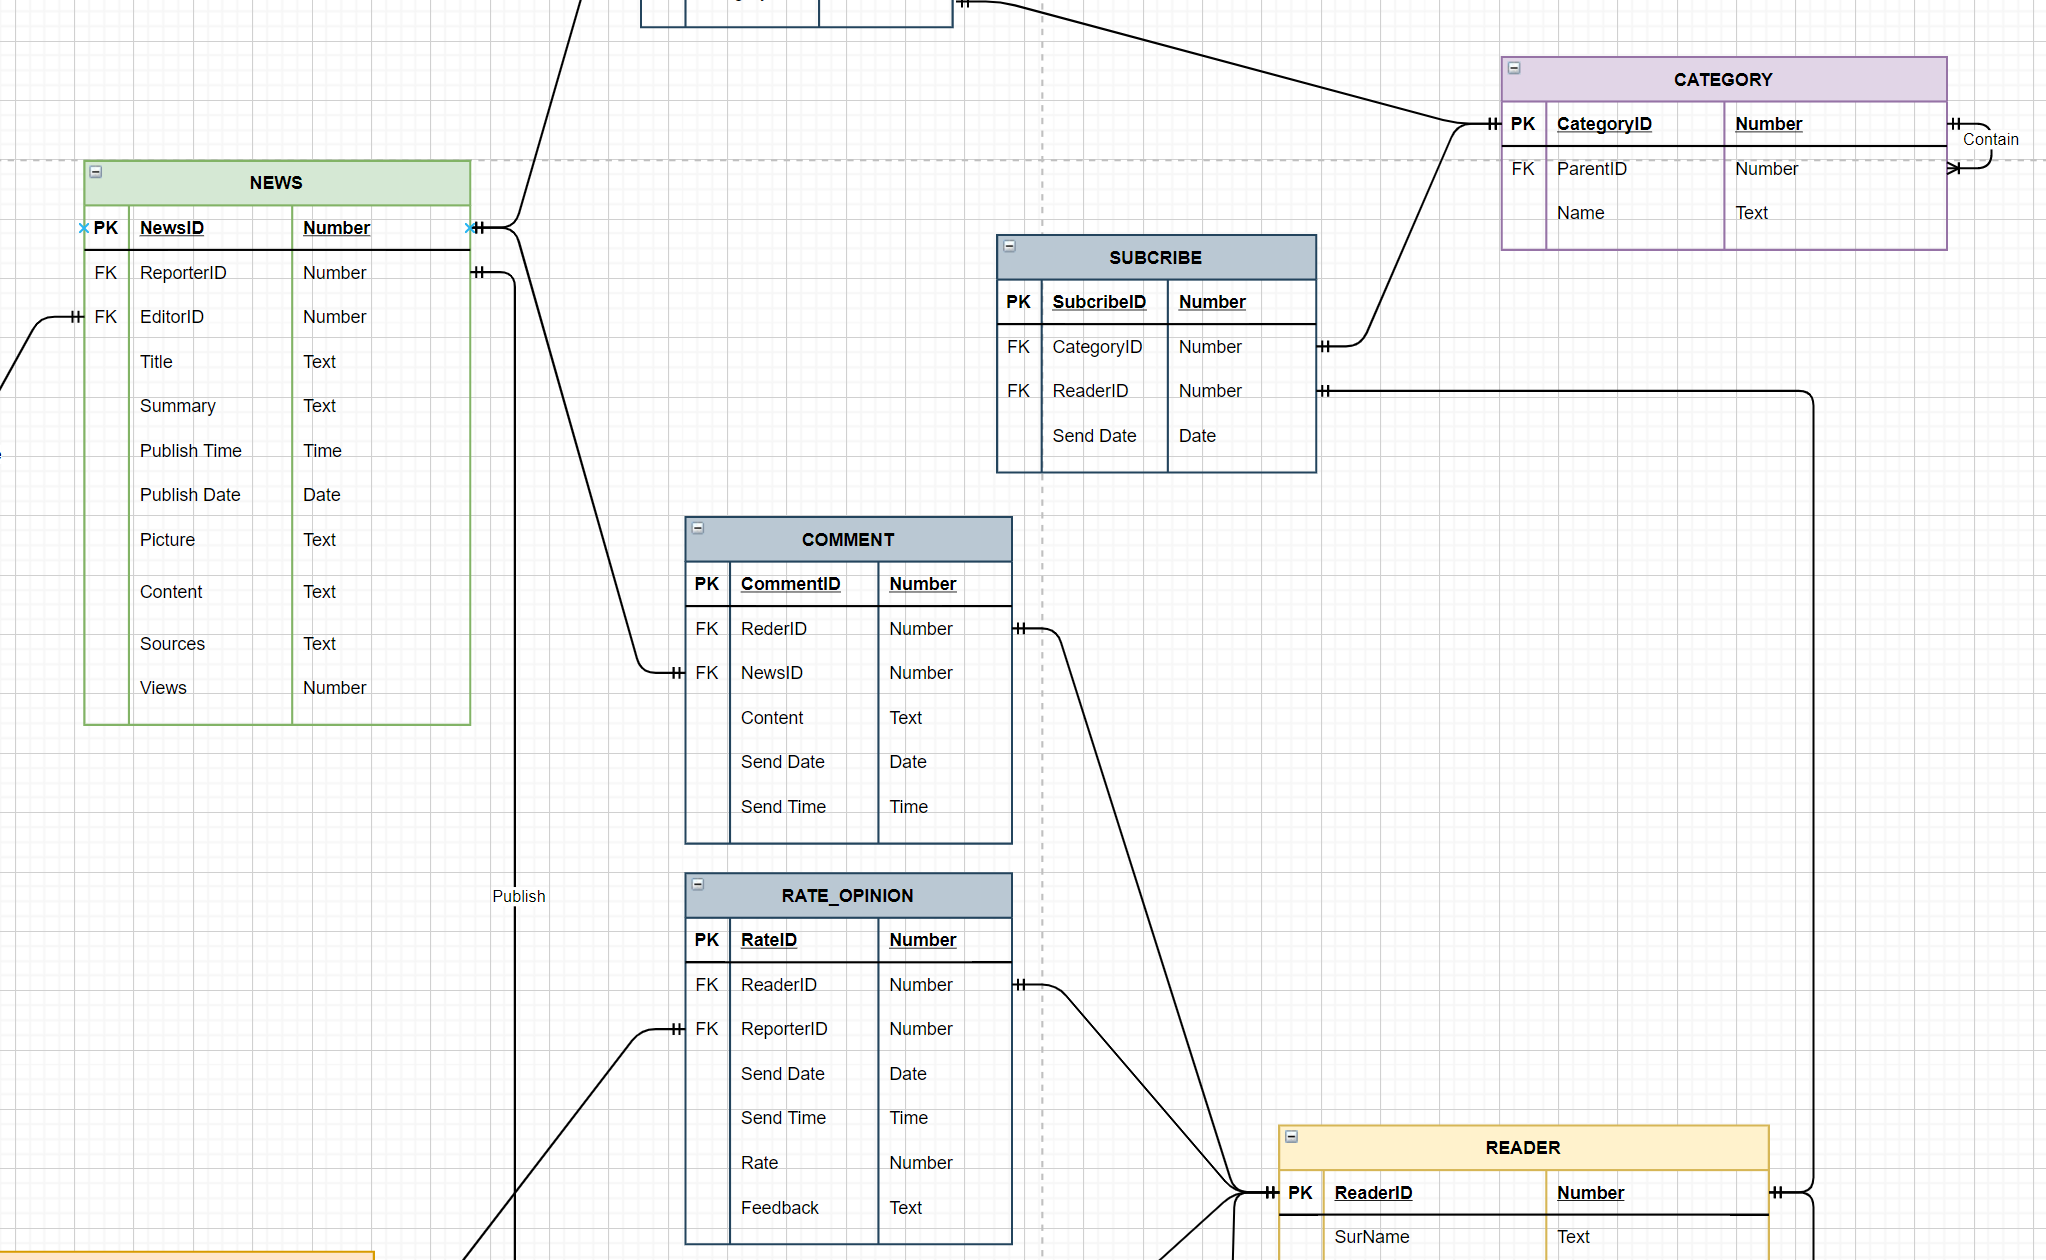 CATEGORY
PK CategoryID Number
FK ParentID Number
Name Text
Contain
NEWS
PK NewsID Number
FK ReporterID Number
FK EditorID Number
Title Text
Summary Text
Publish Time Time
Publish Date Date
Picture Text
Content Text
Sources Text
Views Number
SUBCRIBE
PK SubcribeID Number
FK CategoryID Number
FK ReaderID Number
Send Date Date
COMMENT
PK CommentID Number
FK RederID Number
FK NewsID Number
Content Text
Send Date Date
Send Time Time
Publish
RATE_OPINION
PK RateID Number
FK ReaderID Number
FK ReporterID Number
Send Date Date
Send Time Time
Rate Number
Feedback Text
READER
PK ReaderID Number
SurName Text